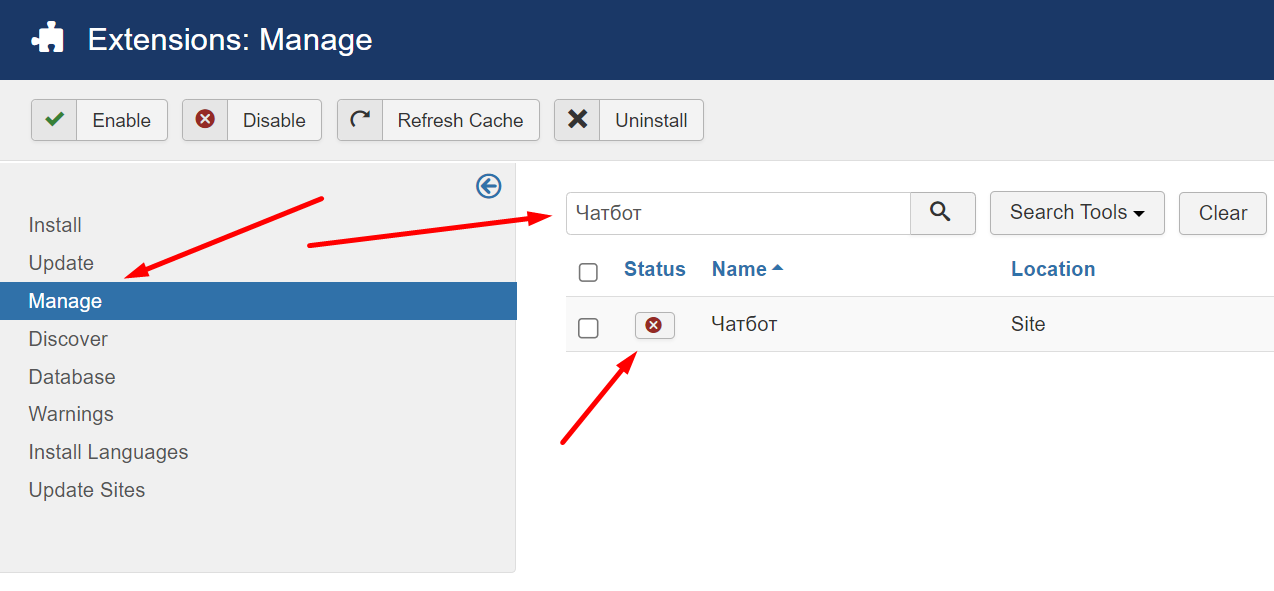 Extensions: Manage
Enable Disable Refresh Cache Uninstall
Install
Update
Manage
Discover
Database
Warnings
Install Languages
Update Sites
Чатбот Search Tools Clear
Status Name Location
Чатбот Site